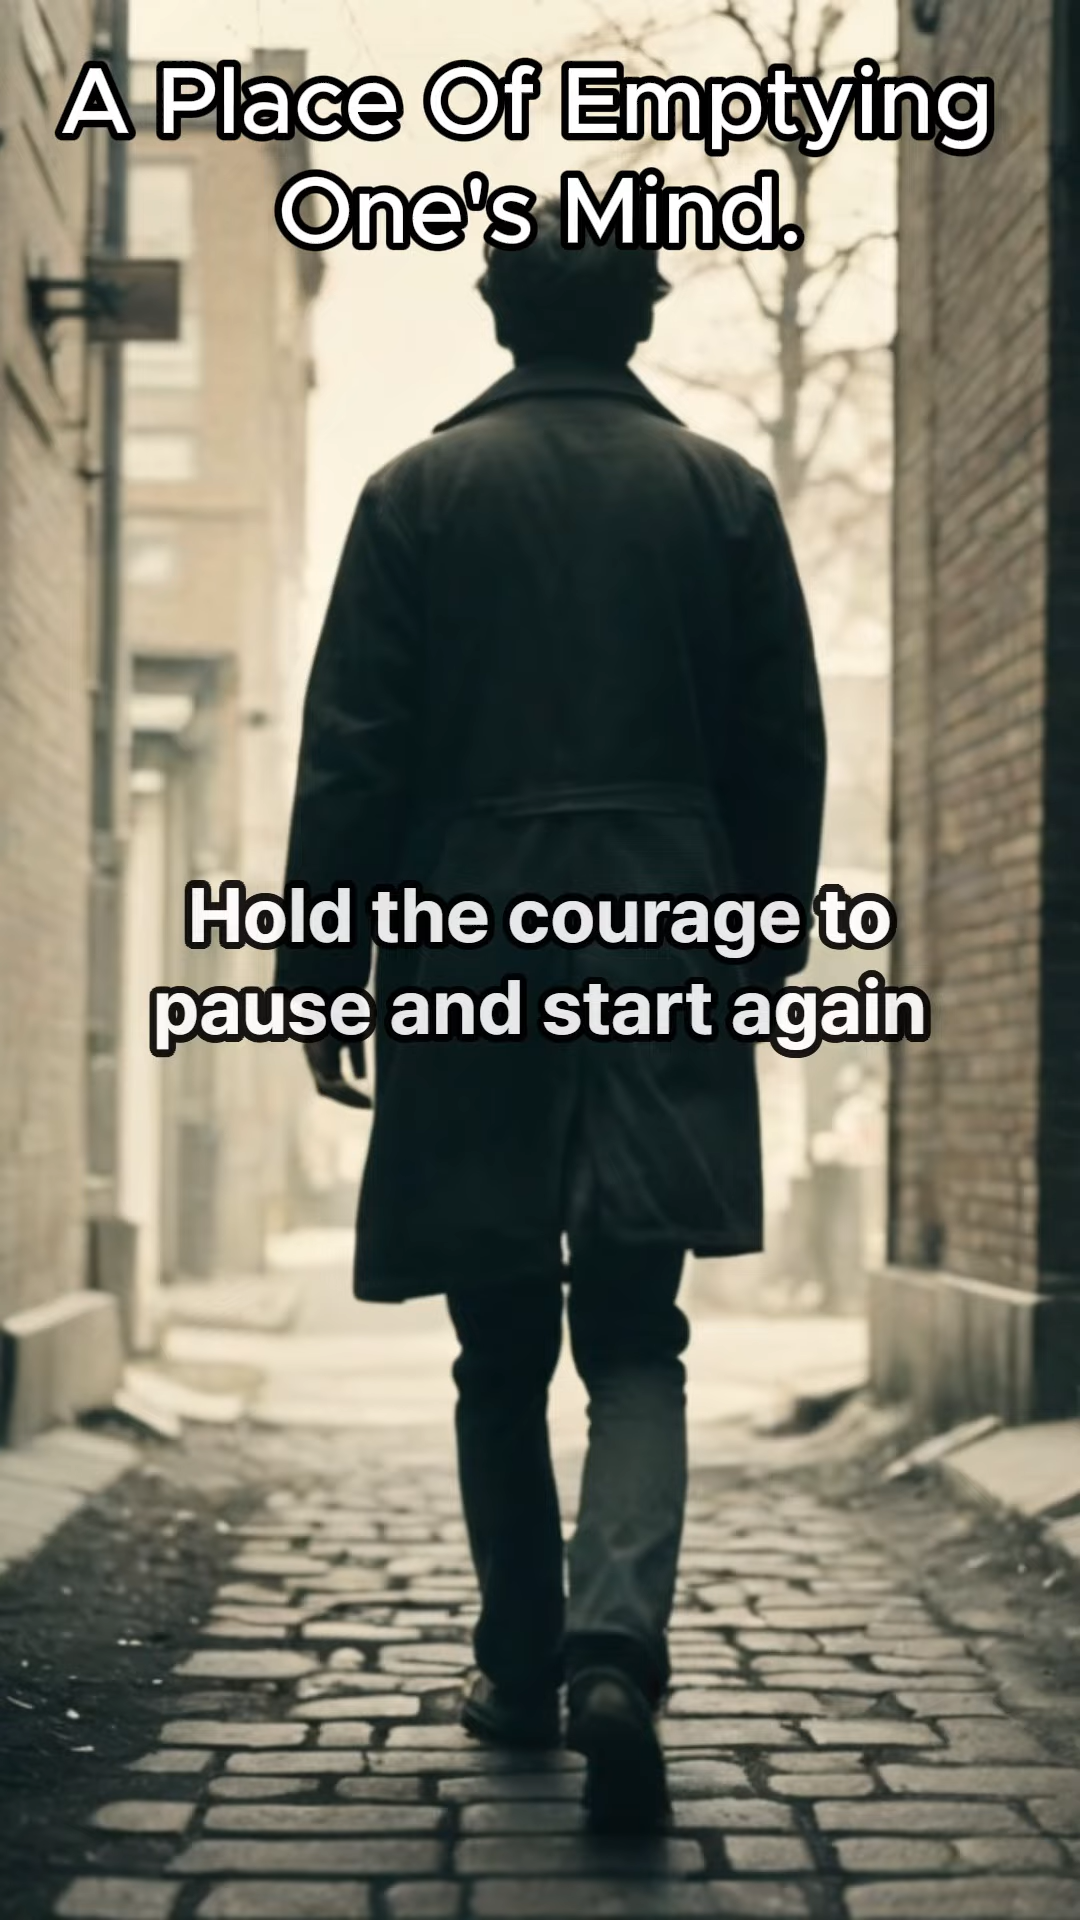 A Place Of Emptying
One's Mind.
Hold the courage to
pause and start again